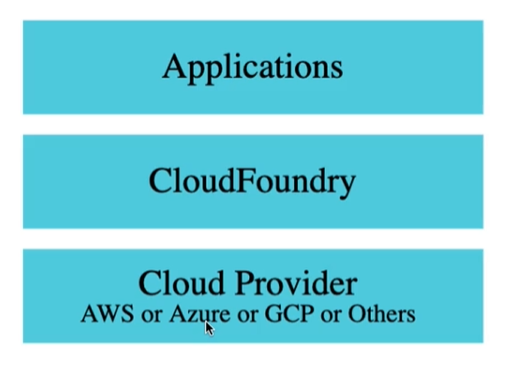 Applications
CloudFoundry
Cloud Provider
AWS or Azure or GCP or Others